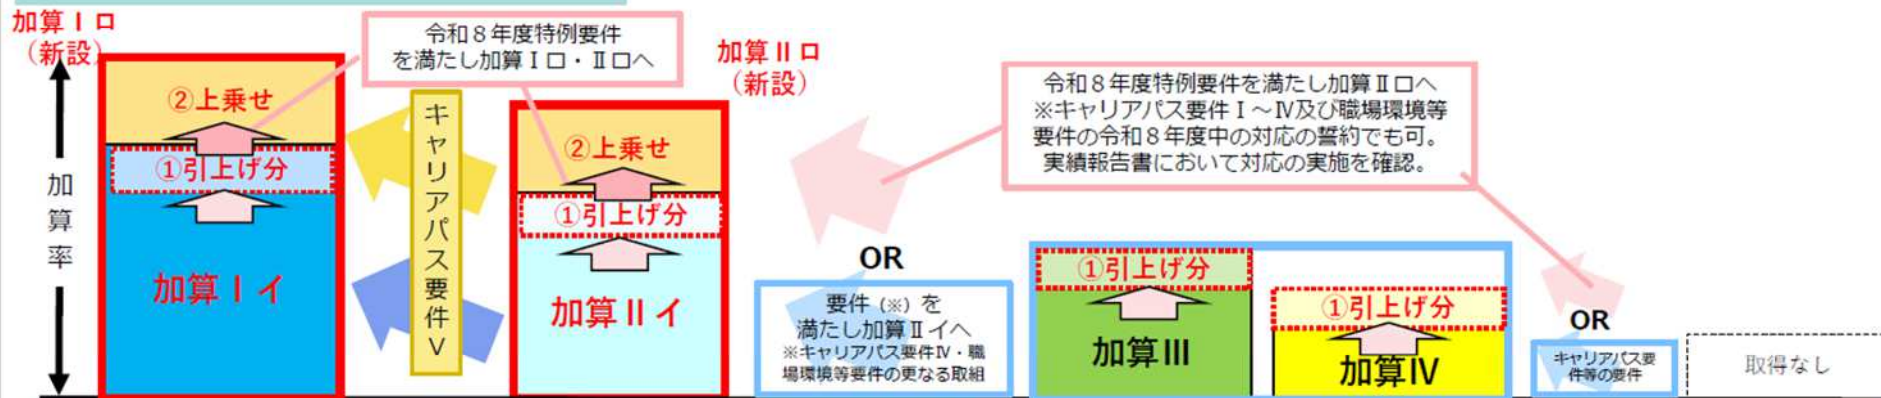 加算Ⅰロ
（新設）
加算率
②上乗せ
①引上げ分
加算Ⅰイ
令和８年度特例要件
を満たし加算Ⅰロ・Ⅱロへ
キャリアパス要件Ⅴ
加算Ⅱロ
（新設）
②上乗せ
①引上げ分
加算Ⅱイ
令和８年度特例要件を満たし加算Ⅱロへ
※キャリアパス要件Ⅰ～Ⅳ及び職場環境等
要件の令和８年度中の対応の誓約でも可。
実績報告書において対応の実施を確認。
OR
要件（※）を
満たし加算Ⅱイへ
※キャリアパス要件Ⅳ・職
場環境等要件の更なる取組
①引上げ分
加算Ⅲ
①引上げ分
加算Ⅳ
OR
キャリアパス要
件等の要件
取得なし